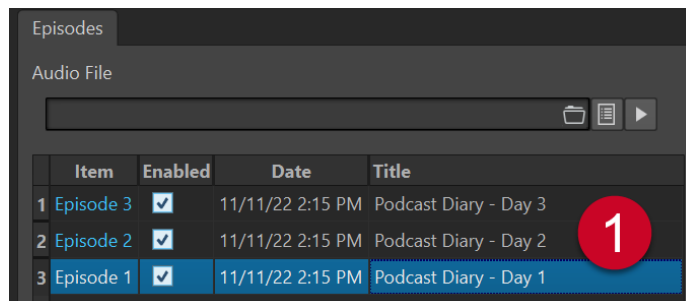 Episodes
Audio File
Item Enabled Date Title
1 Episode 3 11/11/22 2:15 PM Podcast Diary - Day 3
2 Episode 2 11/11/22 2:15 PM Podcast Diary - Day 2
1
3 Episode 1 11/11/22 2:15 PM Podcast Diary - Day 1